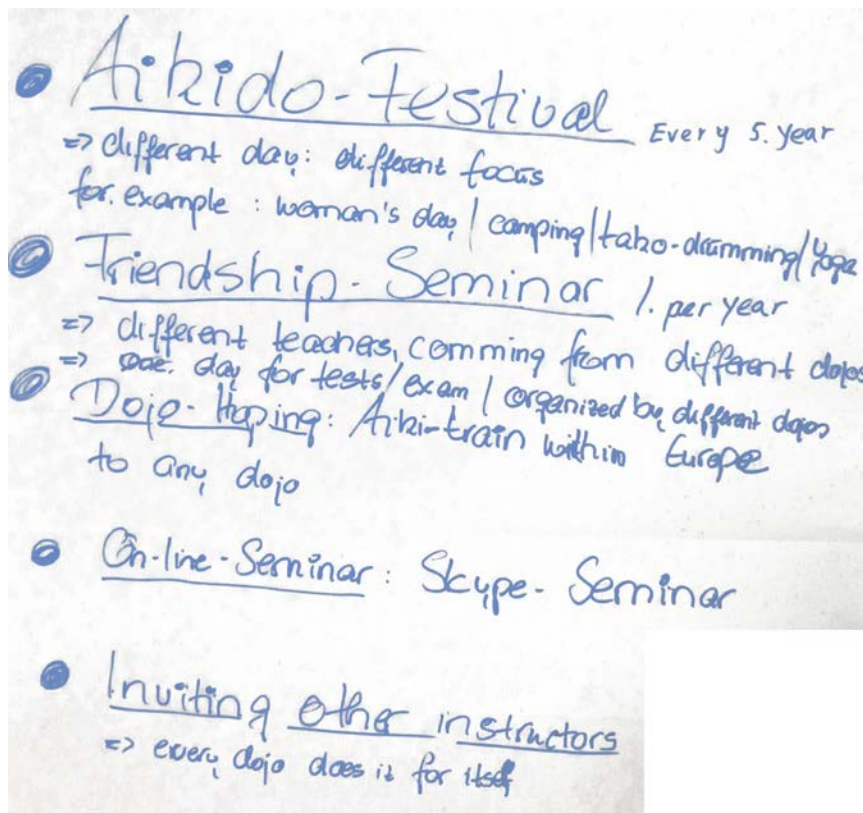 Aikido-Festival Every 5. year
=> different day: different focus
for example : woman's day / camping / tako-drumming / Yoga
Friendship-Seminar 1. per year
=> different teachers, comming from different dojos
=> one day for tests/exam / organized by different dojos
Dojo-Hoping: Aiki-train within Europe
to any dojo
On-line-Seminar: Skype-Seminar
Inviting other instructors
=> every dojo does it for itself